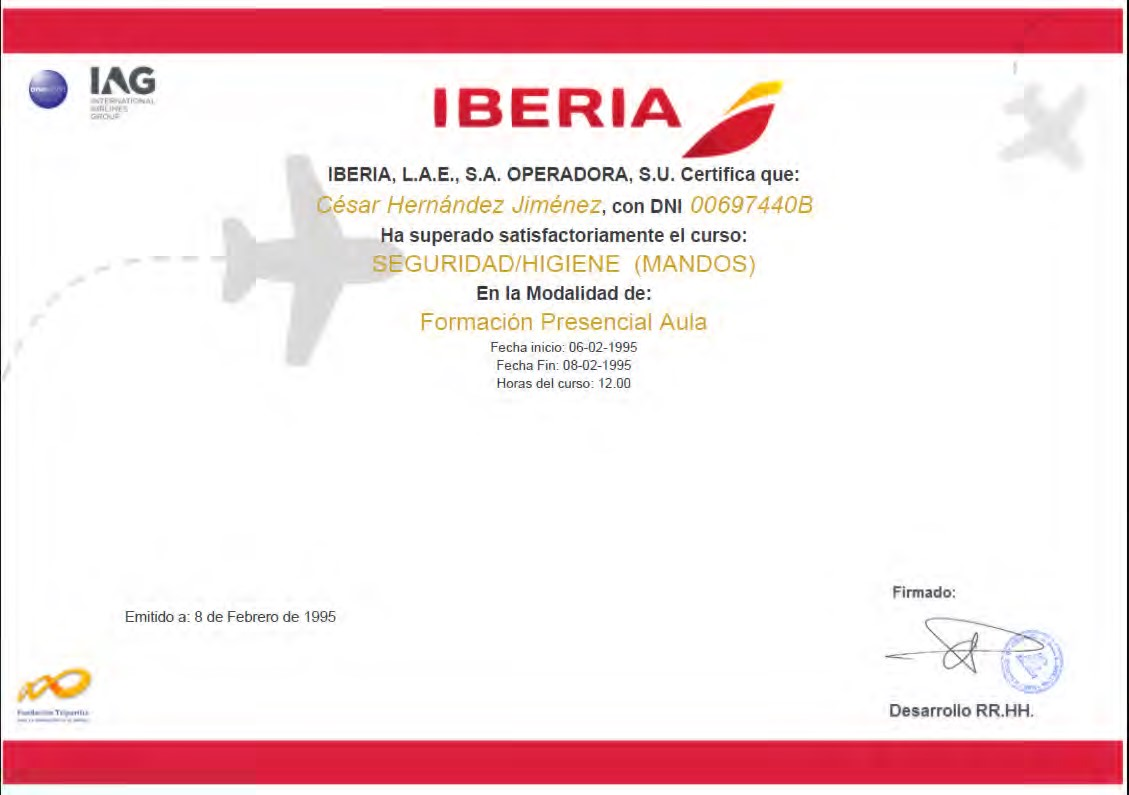 IAG
INTERNATIONAL
AIRLINES
GROUP
IBERIA
IBERIA, L.A.E., S.A. OPERADORA, S.U. Certifica que:
César Hernández Jiménez, con DNI 00697440B
Ha superado satisfactoriamente el curso:
SEGURIDAD/HIGIENE (MANDOS)
En la Modalidad de:
Formación Presencial Aula
Fecha inicio: 06-02-1995
Fecha Fin: 08-02-1995
Horas del curso: 12.00
Emitido a: 8 de Febrero de 1995
Firmado:
Fundación Tripartita
Desarrollo RR.HH.